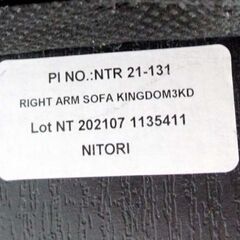 PI NO.:NTR 21-131
RIGHT ARM SOFA KINGDOM3KD
Lot NT 202107 1135411
NITORI